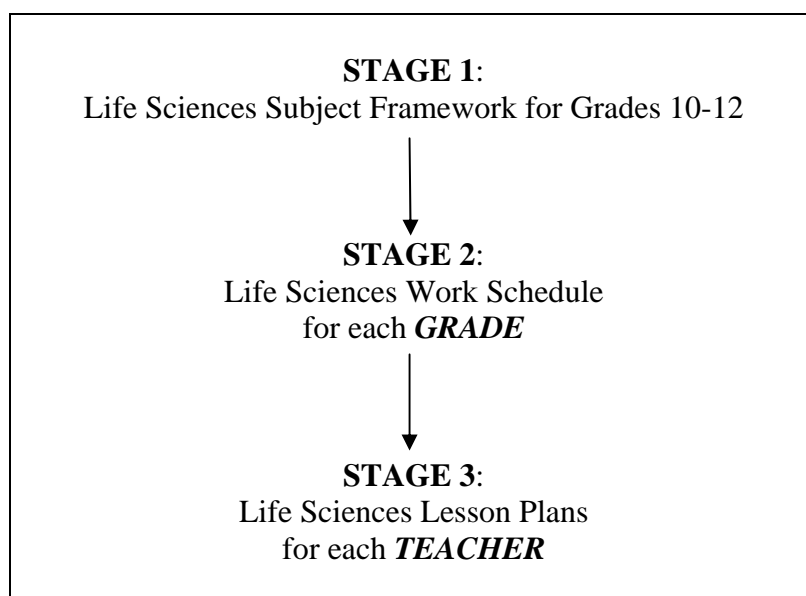 STAGE 1:
Life Sciences Subject Framework for Grades 10-12
STAGE 2:
Life Sciences Work Schedule
for each GRADE
STAGE 3:
Life Sciences Lesson Plans
for each TEACHER